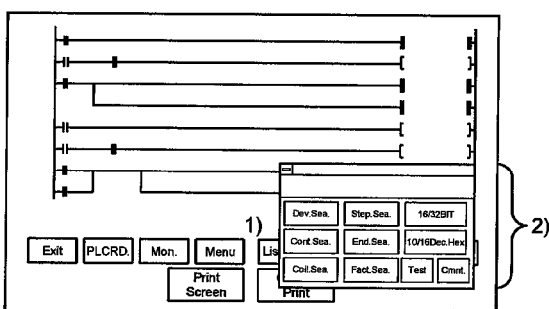 Dev.Sea. Step.Sea. 16/32BIT
2)
1)
Exit PLCRD. Mon. Menu Lis Cont.Sea. End.Sea. 10/16Dec.Hex
Coil.Sea. Fact.Sea. Test Cmnt.
Print
Screen
Print